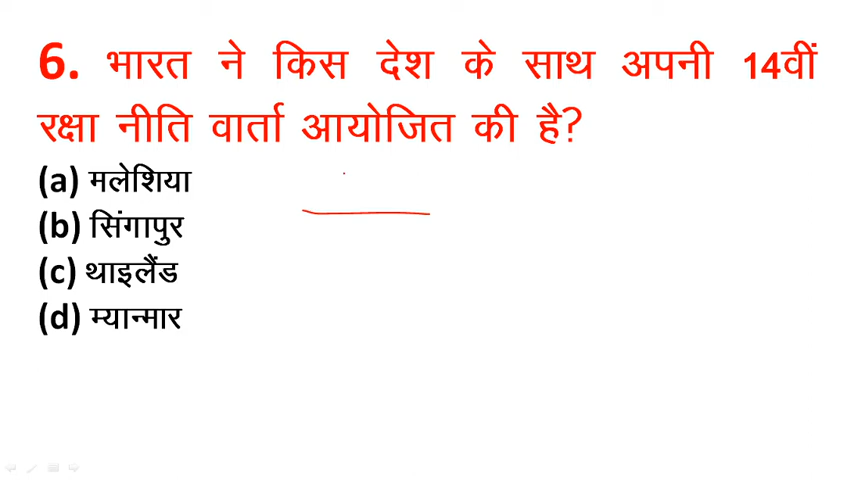 6. भारत ने किस देश के साथ अपनी 14वीं
रक्षा नीति वार्ता आयोजित की है?
(a) मलेशिया
(b) सिंगापुर
(c) थाइलैंड
(d) म्यान्मार